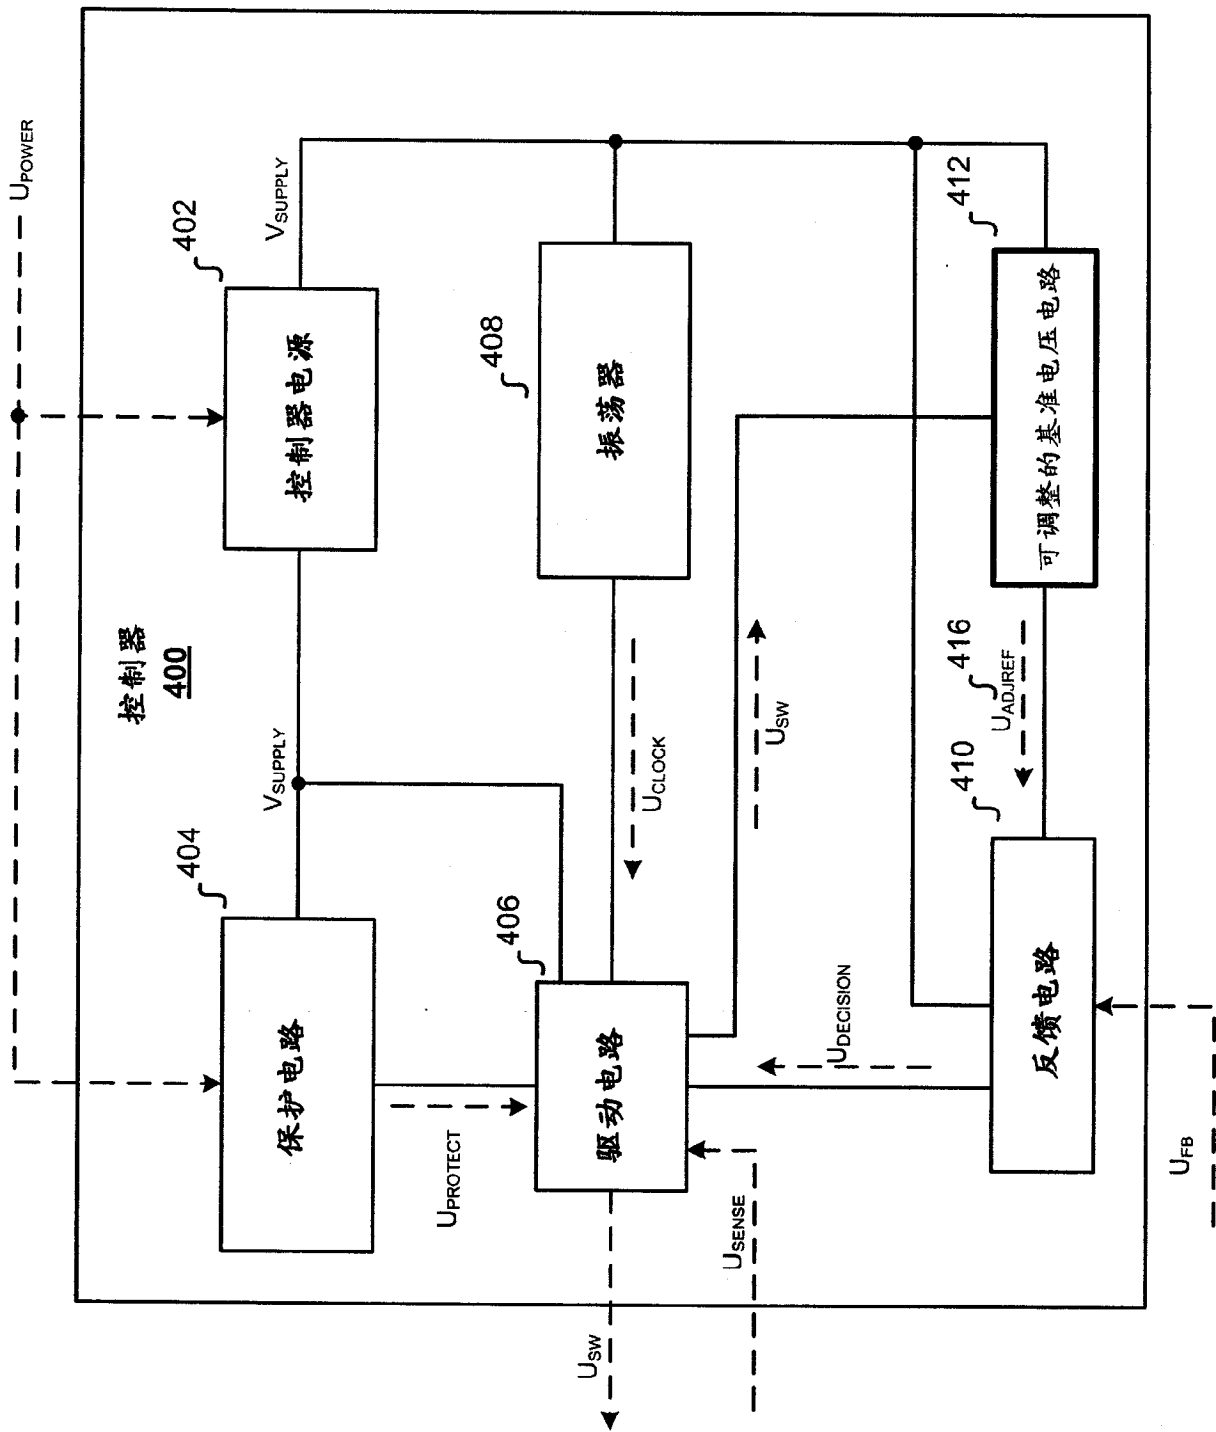 控制器
400
U_POWER
402
控制器电源
V_SUPPLY
V_SUPPLY
404
保护电路
U_PROTECT
406
驱动电路
408
振荡器
U_CLOCK
U_SW
U_SW
U_SENSE
U_DECISION
410
反馈电路
U_FB
416
U_ADJREF
412
可调整的基准电压电路